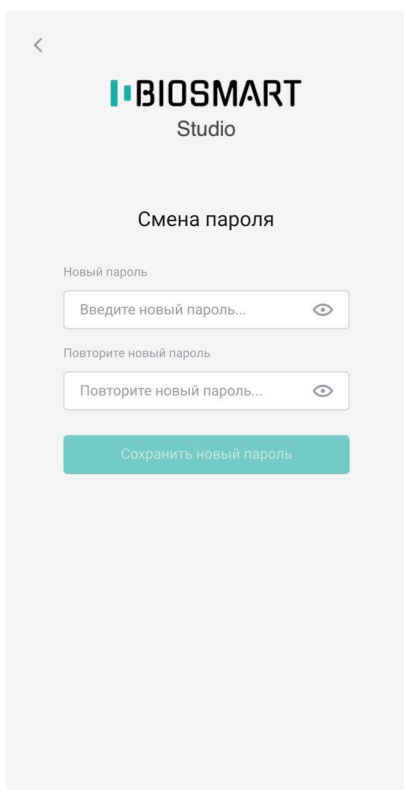 BIOSMART
Studio
Смена пароля
Новый пароль
Введите новый пароль...
Повторите новый пароль
Повторите новый пароль...
Сохранить новый пароль